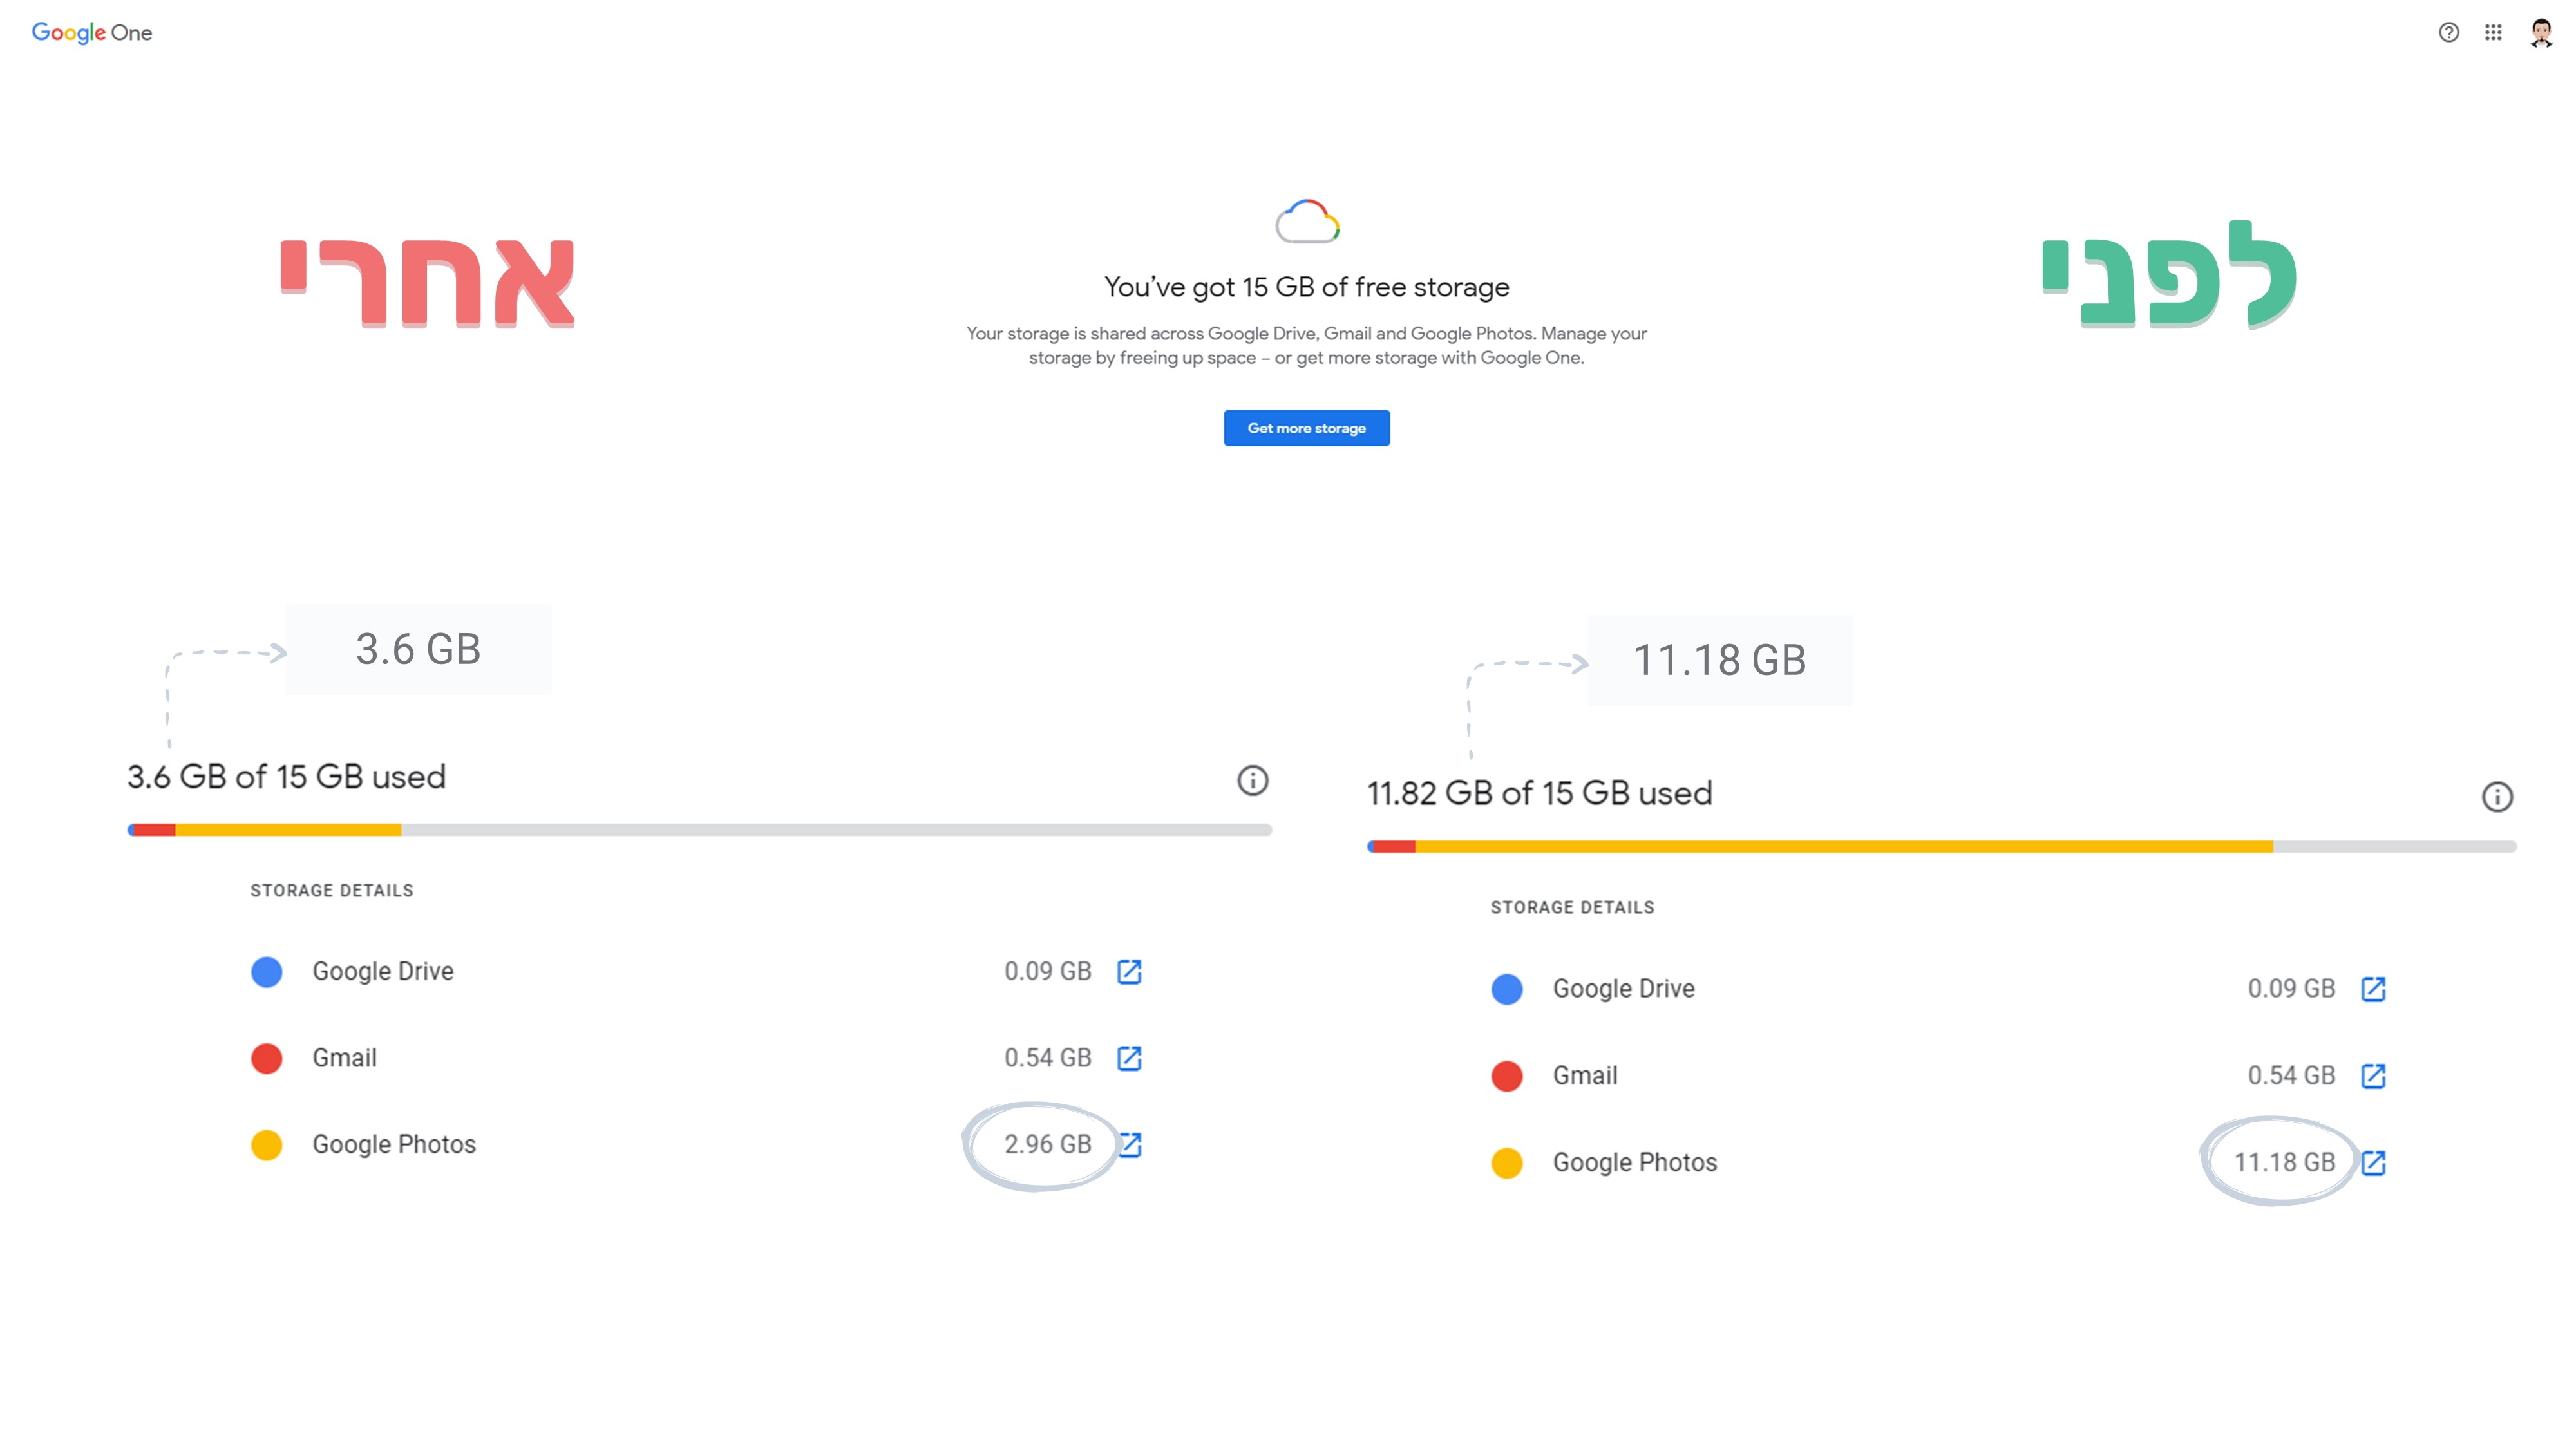 Google One
אחרי
לפני
You've got 15 GB of free storage
Your storage is shared across Google Drive, Gmail and Google Photos. Manage your
storage by freeing up space – or get more storage with Google One.
Get more storage
3.6 GB
3.6 GB of 15 GB used
STORAGE DETAILS
Google Drive 0.09 GB
Gmail 0.54 GB
Google Photos 2.96 GB
11.18 GB
11.82 GB of 15 GB used
STORAGE DETAILS
Google Drive 0.09 GB
Gmail 0.54 GB
Google Photos 11.18 GB